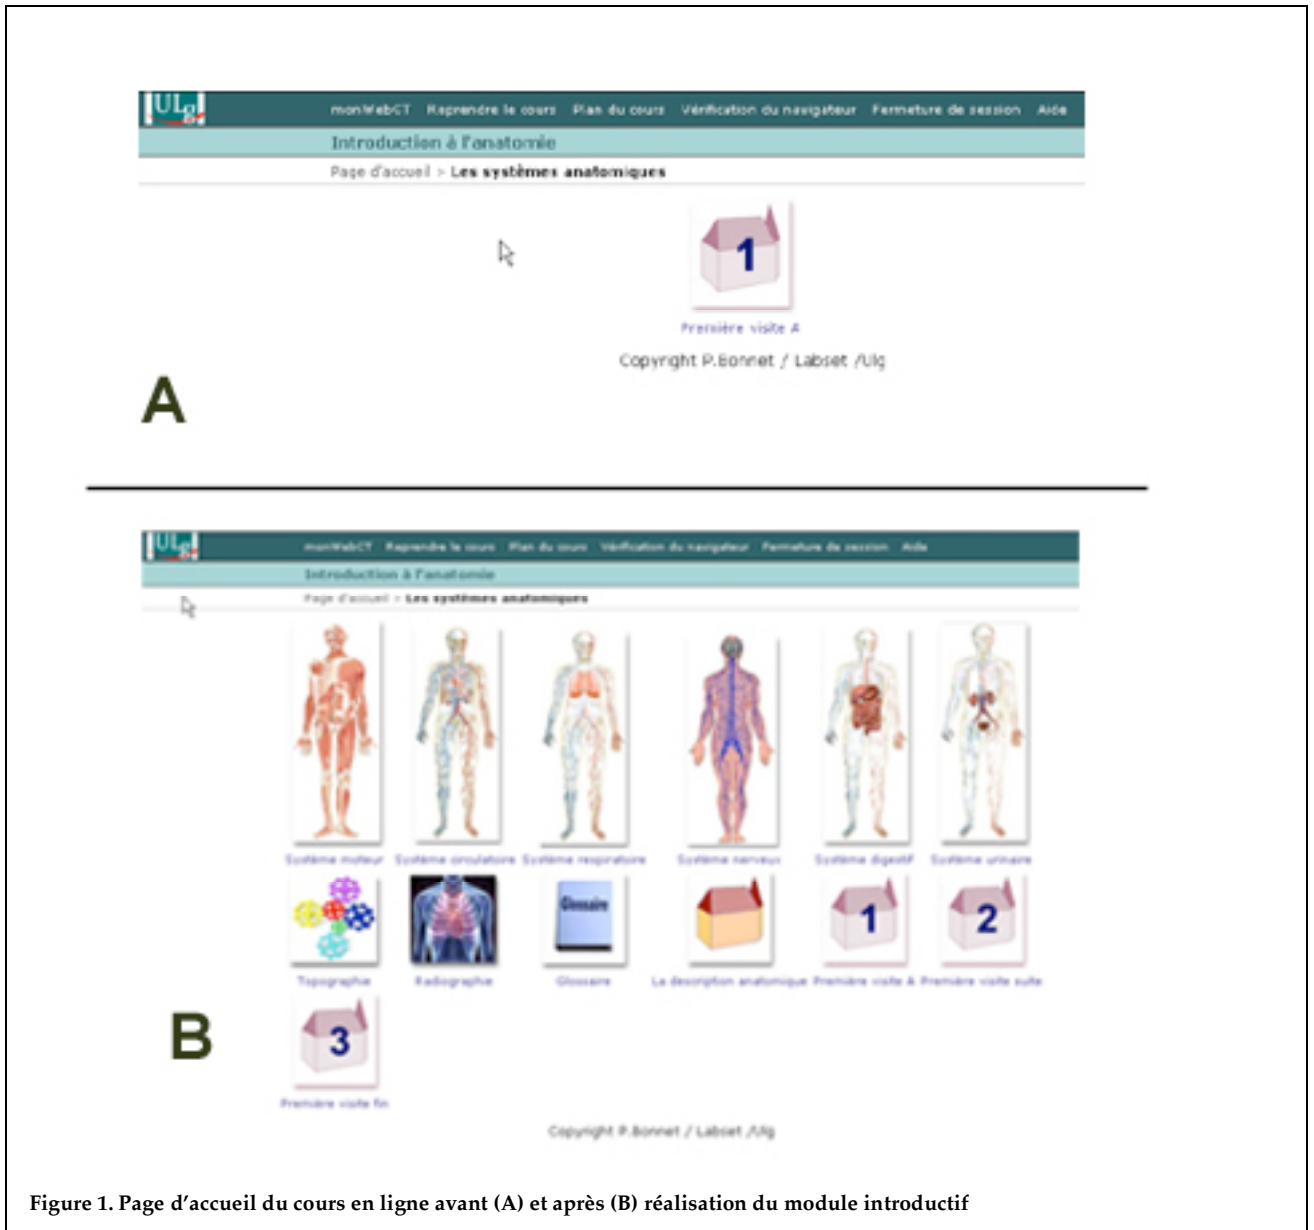 ULg
monWebCT Reprendre le cours Plan du cours Vérification du navigateur Fermeture de session Aide
Introduction à l'anatomie
Page d'accueil > Les systèmes anatomiques
1
Première visite A
Copyright P.Bonnet / Labset /Ulg
A
ULg
monWebCT Reprendre le cours Plan du cours Vérification du navigateur Fermeture de session Aide
Introduction à l'anatomie
Page d'accueil > Les systèmes anatomiques
Système moteur Système circulatoire Système respiratoire Système nerveux Système digestif Système urinaire
Glossaire 1 2
Topographie Radiographie Glossaire La description anatomique Première visite A Première visite suite
B
3
Première visite fin
Copyright P.Bonnet / Labset /Ulg
Figure 1. Page d’accueil du cours en ligne avant (A) et après (B) réalisation du module introductif